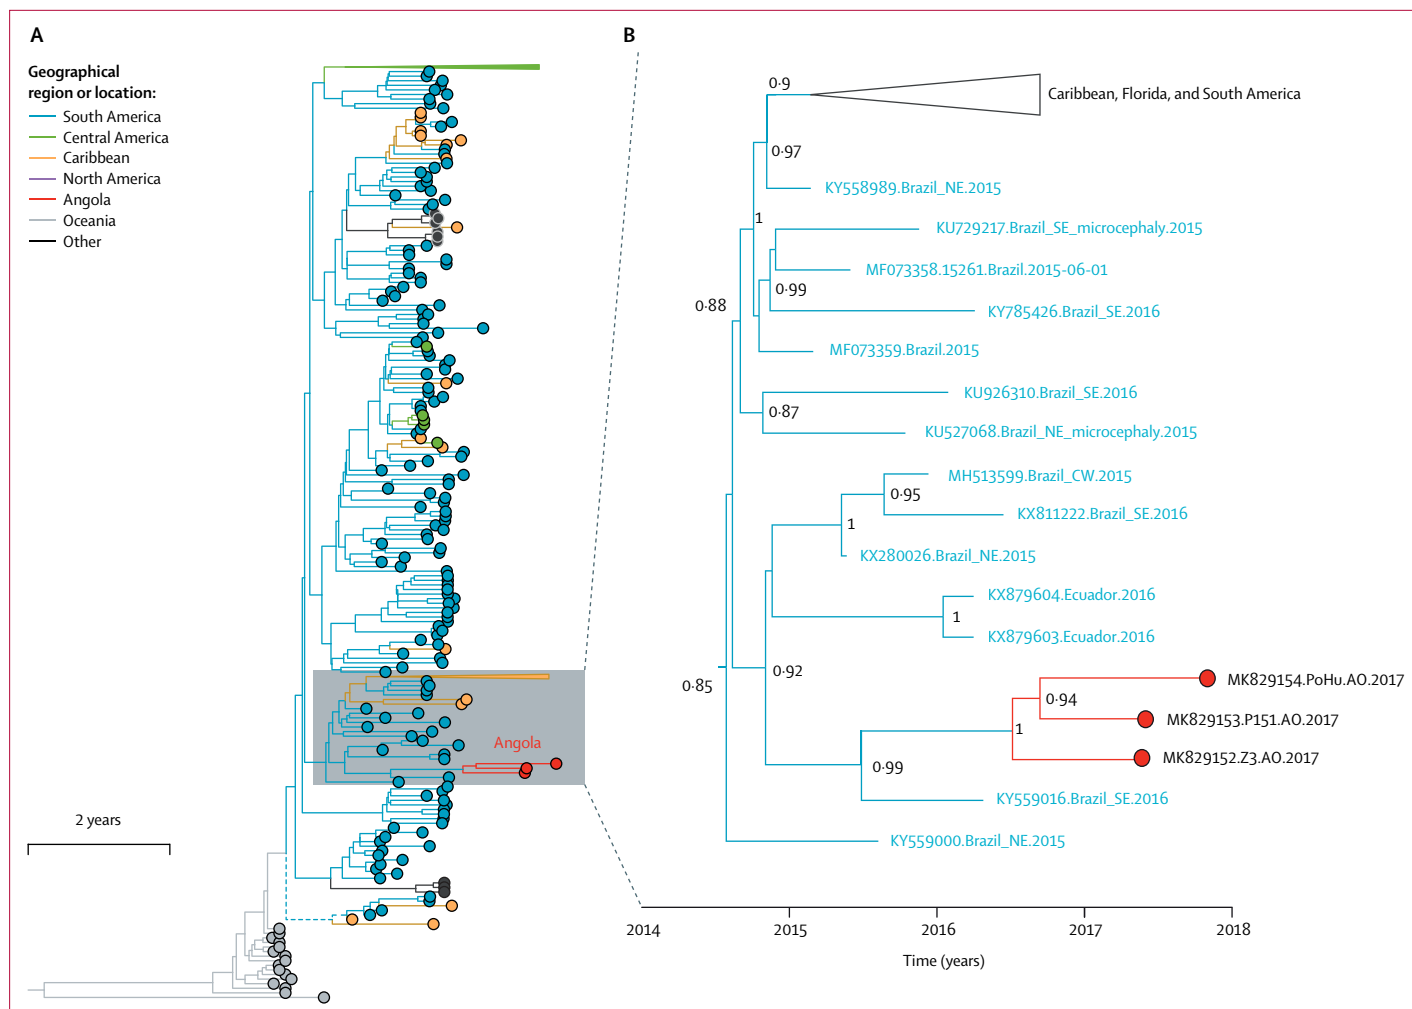 A
Geographical
region or location:
South America
Central America
Caribbean
North America
Angola
Oceania
Other
Angola
2 years
B
0·9
Caribbean, Florida, and South America
0·97
KY558989.Brazil_NE.2015
1
KU729217.Brazil_SE_microcephaly.2015
MF073358.15261.Brazil.2015-06-01
0·99
0·88
KY785426.Brazil_SE.2016
MF073359.Brazil.2015
KU926310.Brazil_SE.2016
0·87
KU527068.Brazil_NE_microcephaly.2015
MH513599.Brazil_CW.2015
0·95
KX811222.Brazil_SE.2016
1
KX280026.Brazil_NE.2015
KX879604.Ecuador.2016
1
KX879603.Ecuador.2016
0·92
0·85
MK829154.PoHu.AO.2017
0·94
MK829153.P151.AO.2017
1
MK829152.Z3.AO.2017
0·99
KY559016.Brazil_SE.2016
KY559000.Brazil_NE.2015
2014 2015 2016 2017 2018
Time (years)